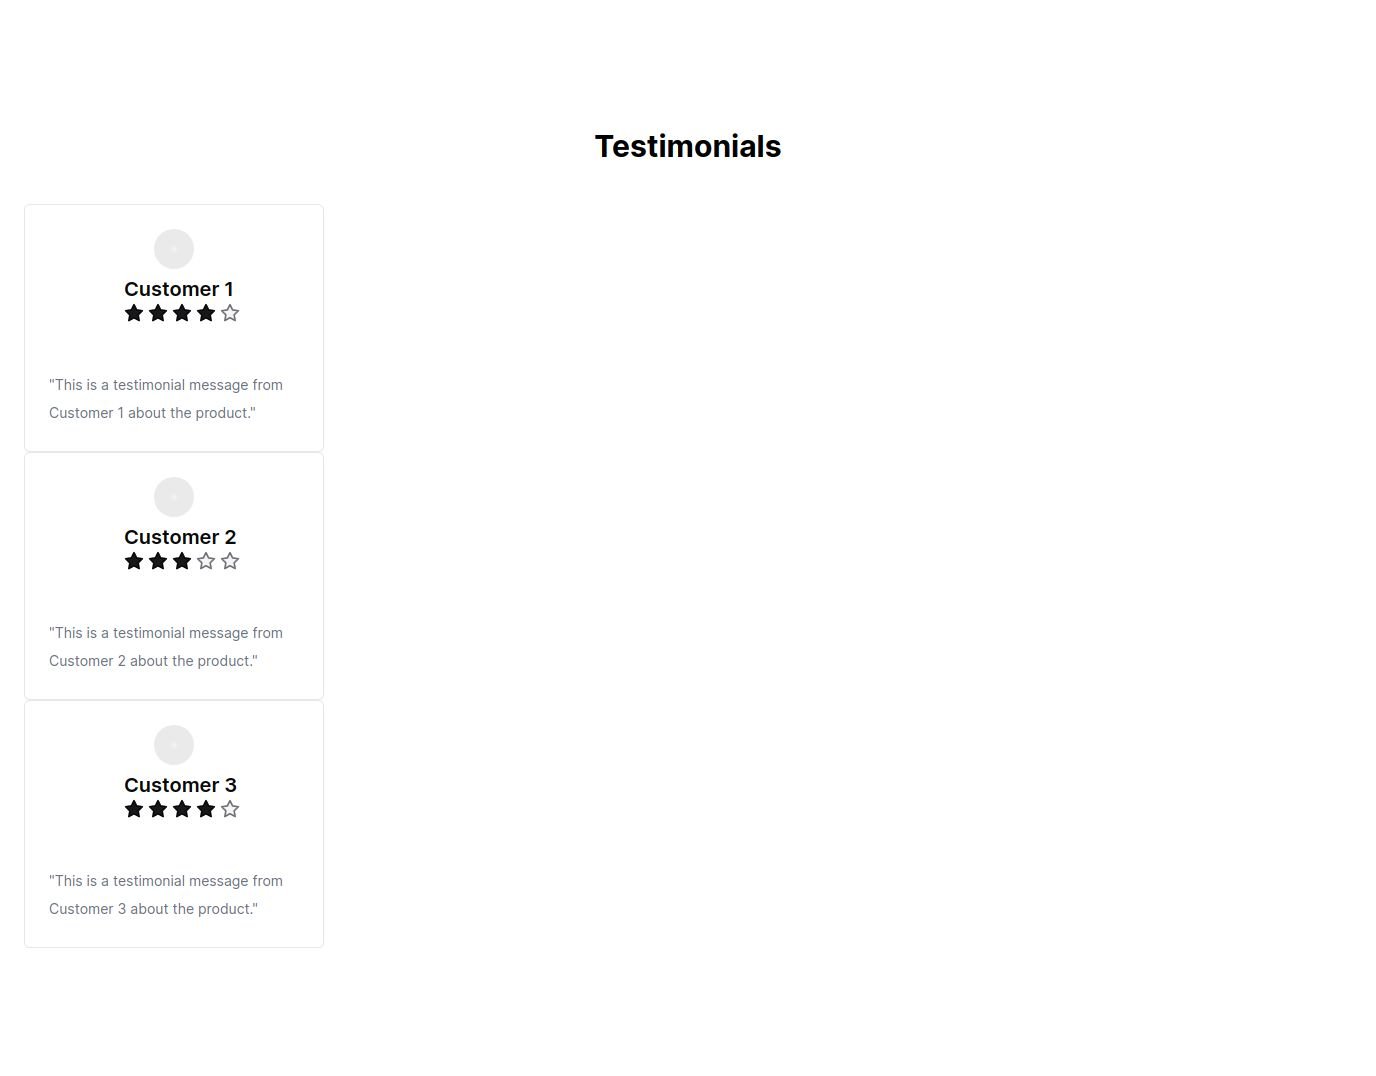 Testimonials
Customer 1
"This is a testimonial message from
Customer 1 about the product."
Customer 2
"This is a testimonial message from
Customer 2 about the product."
Customer 3
"This is a testimonial message from
Customer 3 about the product."